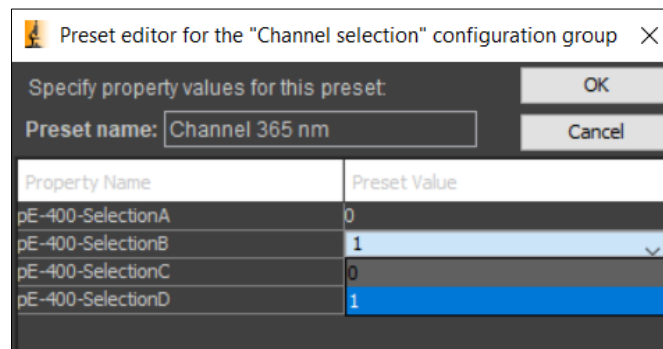 Preset editor for the "Channel selection" configuration group
Specify property values for this preset: OK
Preset name: Channel 365 nm Cancel
Property Name Preset Value
pE-400-SelectionA 0
pE-400-SelectionB 1
pE-400-SelectionC 0
pE-400-SelectionD 1